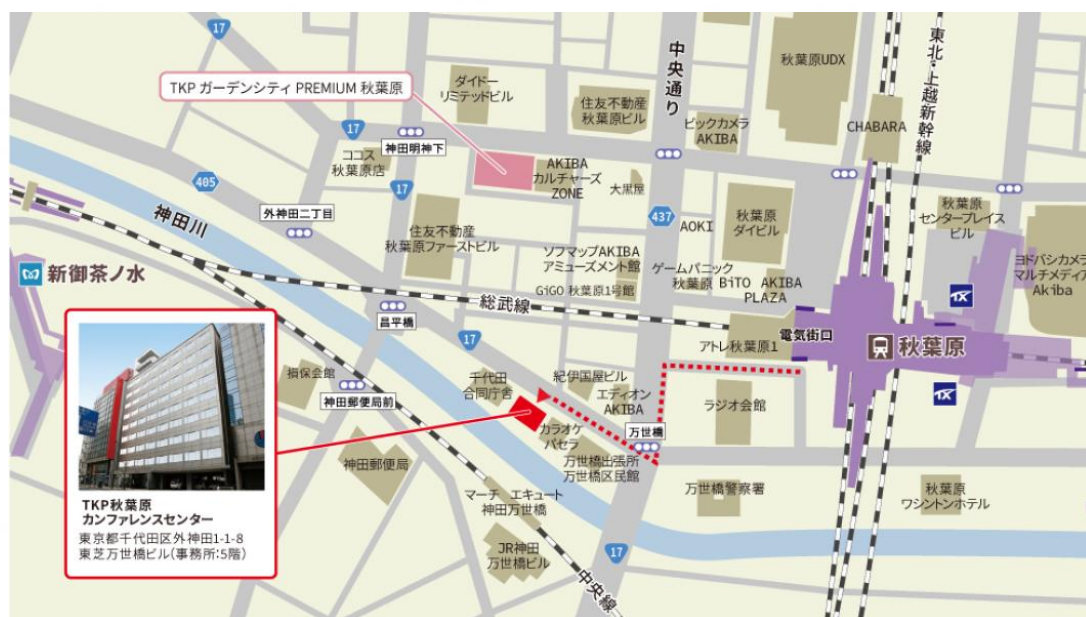 17
中央通り
秋葉原UDX
東北・上越新幹線
TKP ガーデンシティ PREMIUM 秋葉原
ダイドー
リミテッドビル
住友不動産
秋葉原ビル
ビックカメラ
AKIBA
CHABARA
17
神田明神下
ココス
秋葉原店
17
AKIBA
カルチャーズ
ZONE
大黒屋
405
外神田二丁目
神田川
住友不動産
秋葉原ファーストビル
437
AOKI
秋葉原
ダイビル
秋葉原
センタープレイス
ビル
ヨドバシカメラ
マルチメディア
Akiba
新御茶ノ水
ソフマップAKIBA
アミューズメント館
GiGO 秋葉原1号館
ゲームパニック
秋葉原
BiTO AKIBA
PLAZA
TX
総武線
昌平橋
17
電気街口
アトレ秋葉原1
秋葉原
TX
損保会館
神田郵便局前
千代田
合同庁舎
紀伊国屋ビル
エディオン
AKIBA
ラジオ会館
カラオケ
パセラ
万世橋
万世橋出張所
万世橋区民館
神田郵便局
マーチ エキュート
神田万世橋
万世橋警察署
秋葉原
ワシントンホテル
JR神田
万世橋ビル
17
中央線
TKP秋葉原
カンファレンスセンター
東京都千代田区外神田1-1-8
東芝万世橋ビル(事務所:5階)